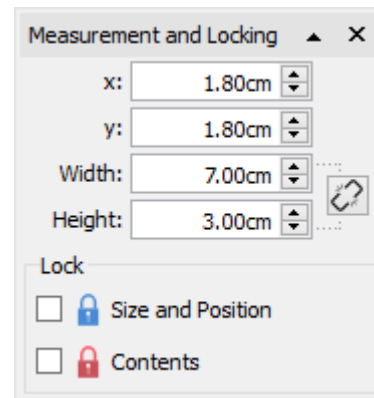 Measurement and Locking
x: 1.80cm
y: 1.80cm
Width: 7.00cm
Height: 3.00cm
Lock
Size and Position
Contents